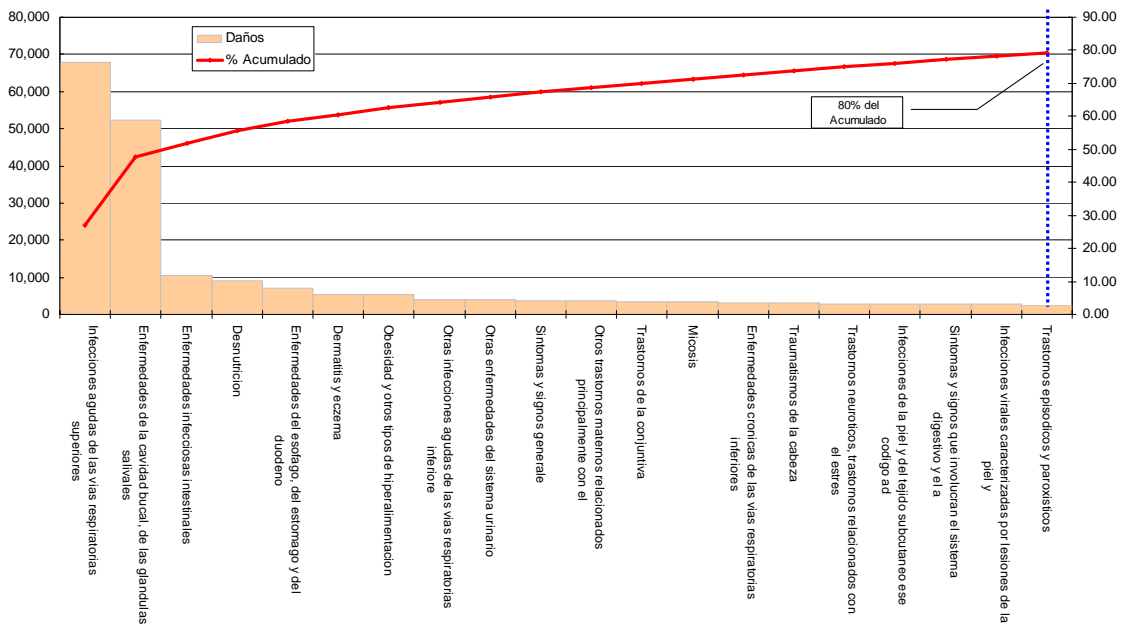 80,000
70,000
60,000
50,000
40,000
30,000
20,000
10,000
0
Daños
% Acumulado
80% del
Acumulado
90.00
80.00
70.00
60.00
50.00
40.00
30.00
20.00
10.00
0.00
Infecciones agudas de las vias respiratorias
superiores
Enfermedades de la cavidad bucal, de las glandulas
salivales
Enfermedades infecciosas intestinales
Desnutricion
Enfermedades del esofago, del estomago y del
duodeno
Dermatitis y eczema
Obesidad y otros tipos de hiperalimentacion
Otras infecciones agudas de las vias respiratorias
inferiore
Otras enfermedades del sistema urinario
Sintomas y signos generale
Otros trastornos maternos relacionados
principalmente con el
Trastornos de la conjuntiva
Micosis
Enfermedades cronicas de las vias respiratorias
inferiores
Traumatismos de la cabeza
Trastornos neuroticos, trastornos relacionados con
el estres
Infecciones de la piel y del tejido subcutaneo ese
codigo ad
Sintomas y signos que involucran el sistema
digestivo y el a
Infecciones virales caracterizadas por lesiones de la
piel y
Trastornos episodicos y paroxisticos